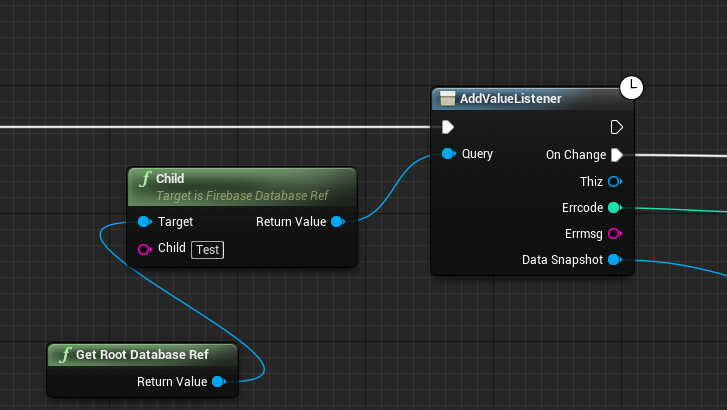 AddValueListener
Query
On Change
Thiz
Errcode
Errmsg
Data Snapshot
f Child
Target is Firebase Database Ref
Target
Return Value
Child Test
f Get Root Database Ref
Return Value